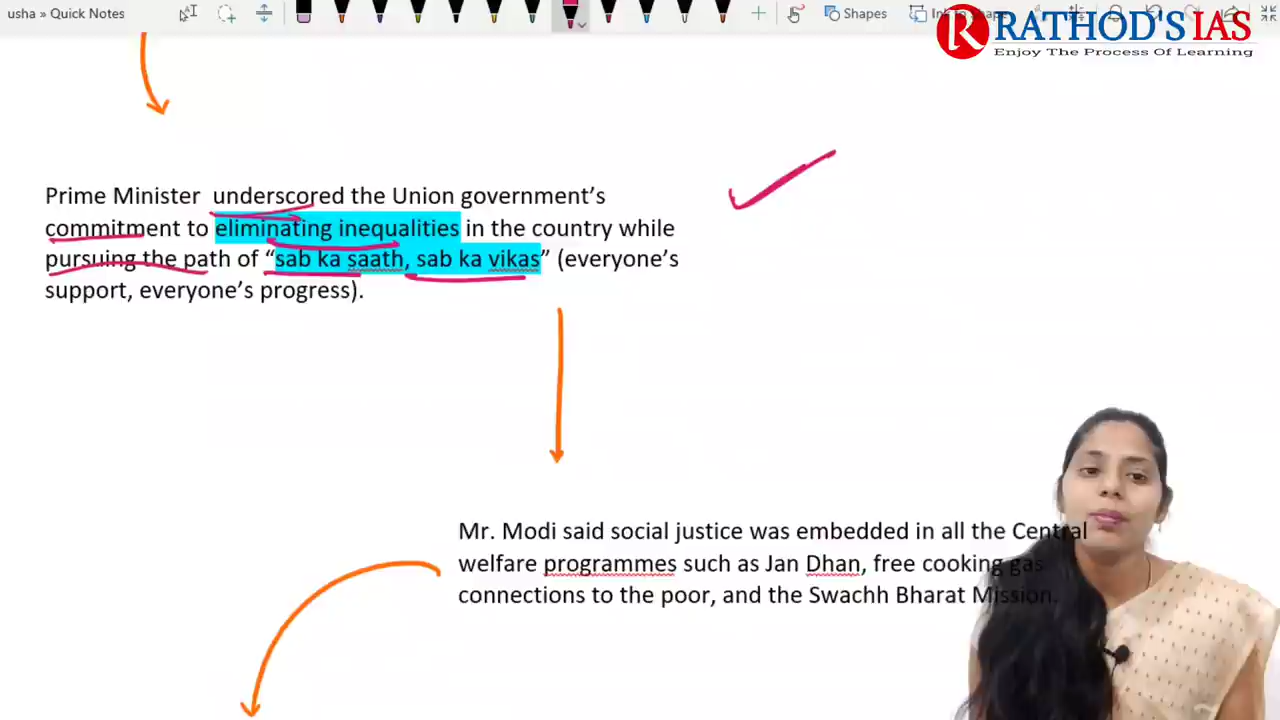 usha » Quick Notes
Shapes
RATHOD'S IAS
Enjoy The Process Of Learning
Prime Minister underscored the Union government's
commitment to eliminating inequalities in the country while
pursuing the path of “sab ka saath, sab ka vikas” (everyone's
support, everyone's progress).
Mr. Modi said social justice was embedded in all the Central
welfare programmes such as Jan Dhan, free cooking gas
connections to the poor, and the Swachh Bharat Mission.